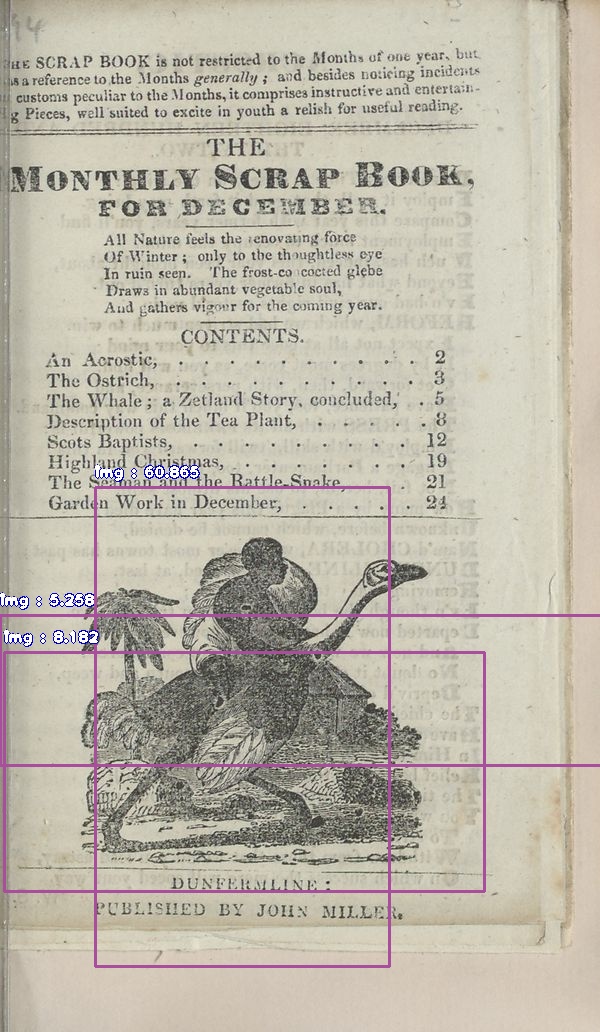 94
HE SCRAP BOOK is not restricted to the Months of one year, but
as a reference to the Months generally ; and besides noticing incidents
customs peculiar to the Months, it comprises instructive and entertain-
g Pieces, well suited to excite in youth a relish for useful reading.
THE
MONTHLY SCRAP BOOK,
FOR DECEMBER.
All Nature feels the renovating force
Of Winter ; only to the thoughtless eye
In ruin seen. The frost-concocted glebe
Draws in abundant vegetable soul,
And gathers vigour for the coming year.
CONTENTS.
An Acrostic, . . . . . . . . . . . 2
The Ostrich, . . . . . . . . . . . 3
The Whale ; a Zetland Story, concluded, . 5
Description of the Tea Plant, . . . . . 8
Scots Baptists, . . . . . . . . . . 12
Highland Christmas, . . . . . . . . 19
The Seaman and the Rattle-Snake, . 21
Garden Work in December, . . . . . 24
Img : 60.865
Img : 5.258
Img : 8.182
DUNFERMLINE :
PUBLISHED BY JOHN MILLER.